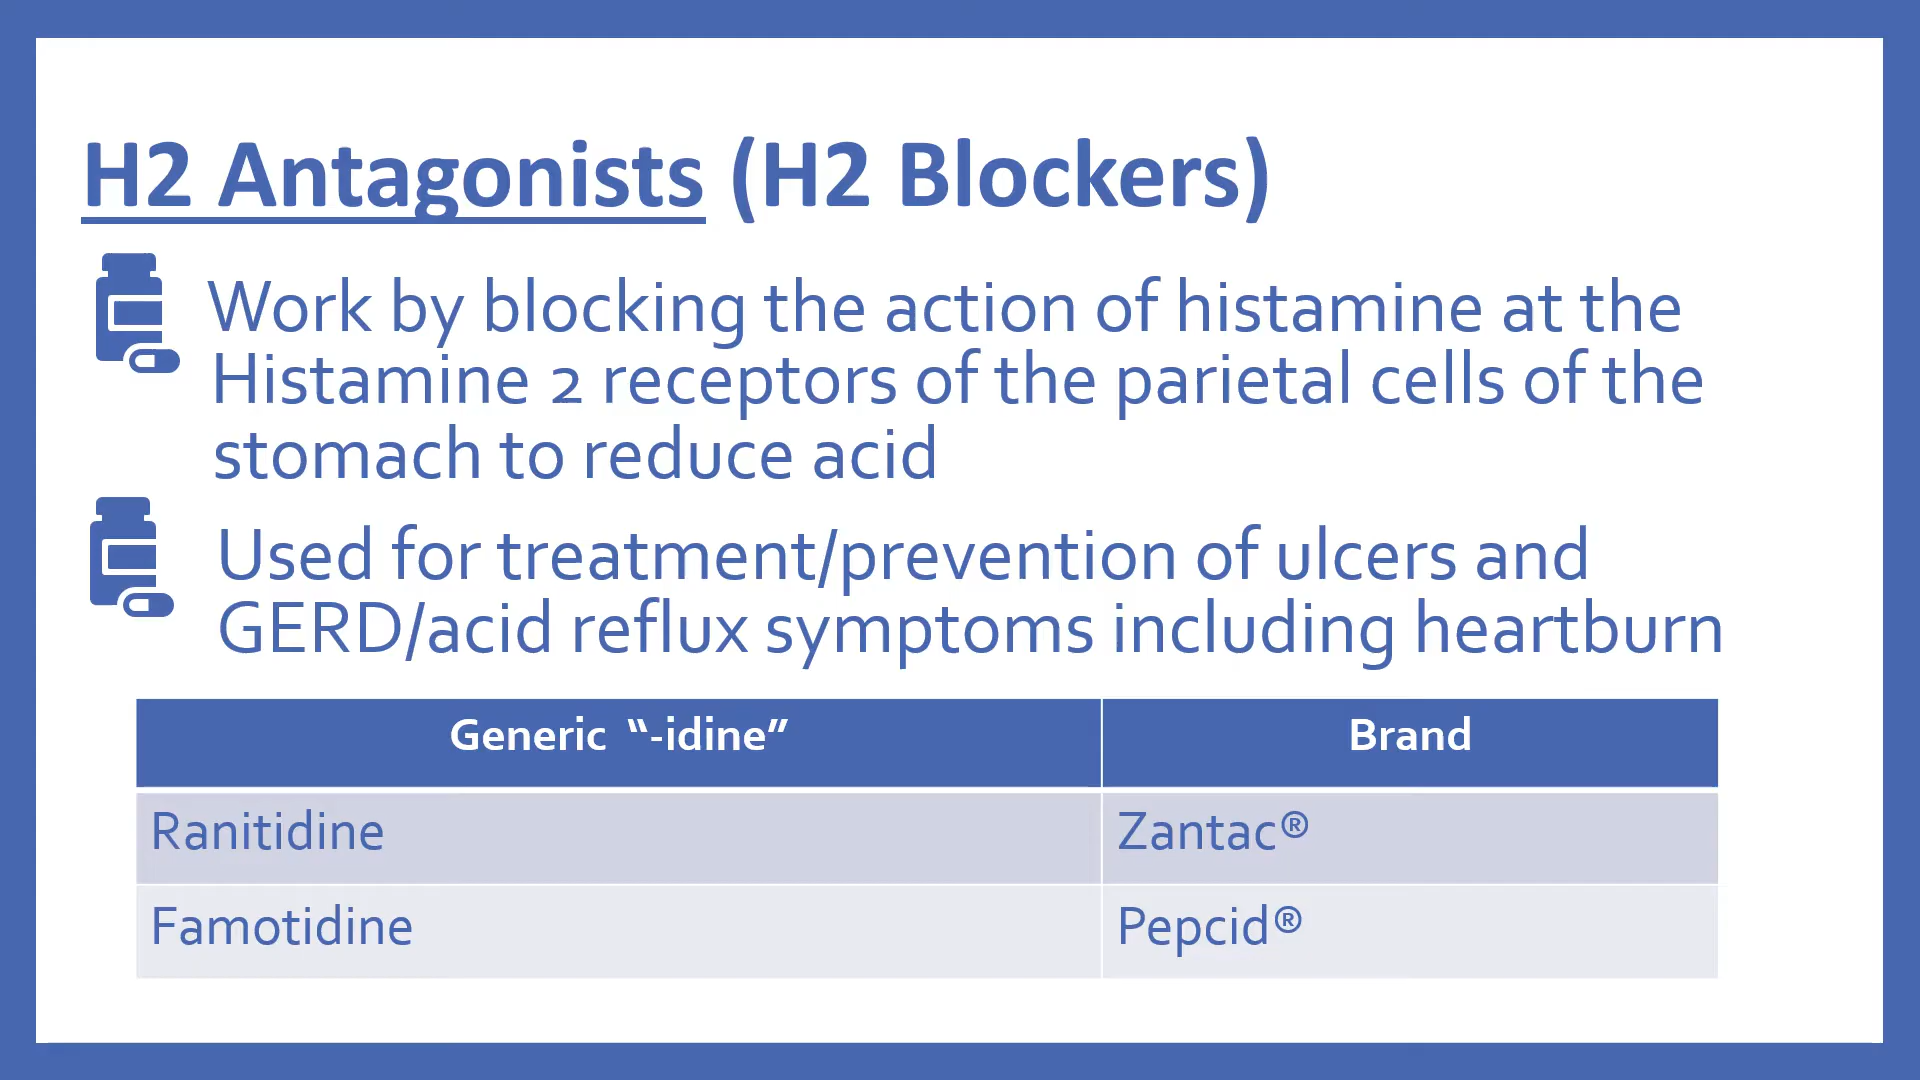 H2 Antagonists (H2 Blockers)
Work by blocking the action of histamine at the
Histamine 2 receptors of the parietal cells of the
stomach to reduce acid
Used for treatment/prevention of ulcers and
GERD/acid reflux symptoms including heartburn
Generic “-idine” Brand
Ranitidine Zantac®
Famotidine Pepcid®